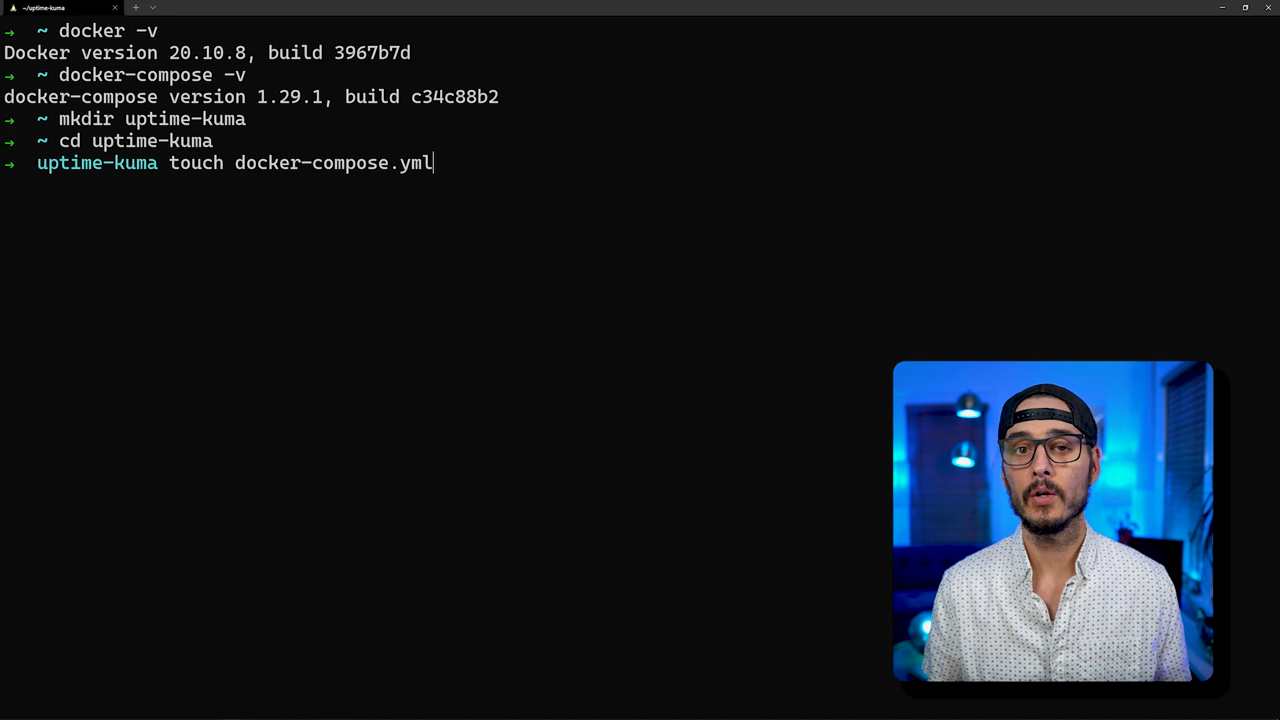 ~/uptime-kuma
→ ~ docker -v
Docker version 20.10.8, build 3967b7d
→ ~ docker-compose -v
docker-compose version 1.29.1, build c34c88b2
→ ~ mkdir uptime-kuma
→ ~ cd uptime-kuma
→ uptime-kuma touch docker-compose.yml